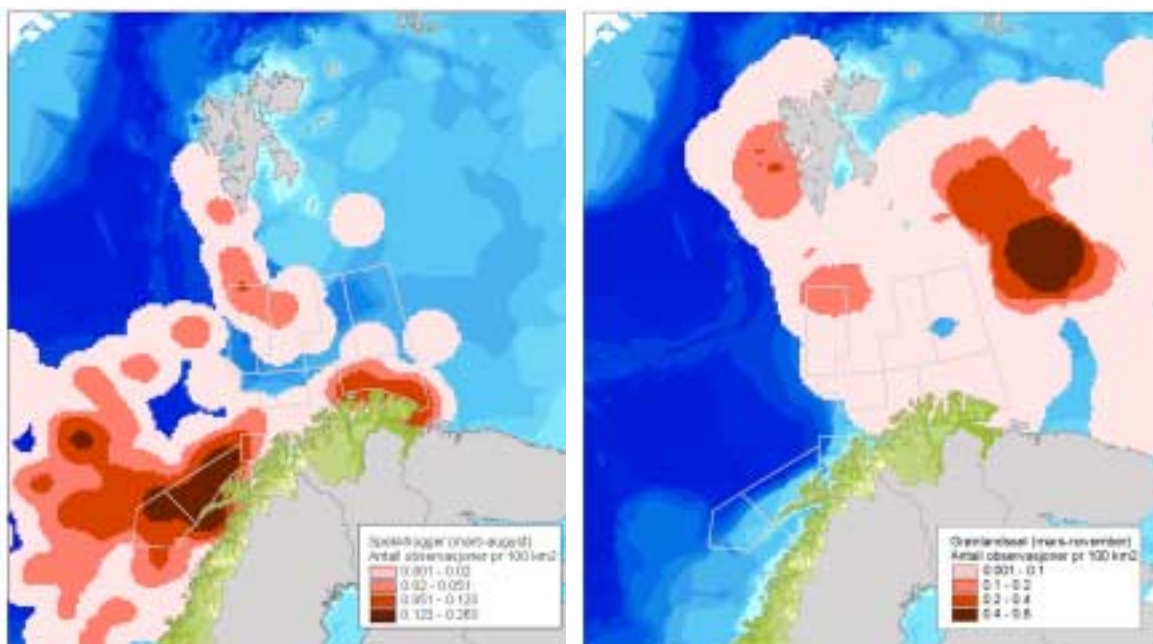 Spekkhogger (mars-august)
Antall observasjoner pr 100 km2
0.001 - 0.02
0.02 - 0.051
0.051 - 0.123
0.123 - 0.263
Grønlandssel (mars-november)
Antall observasjoner pr 100 km2
0.001 - 0.1
0.1 - 0.2
0.2 - 0.4
0.4 - 0.6